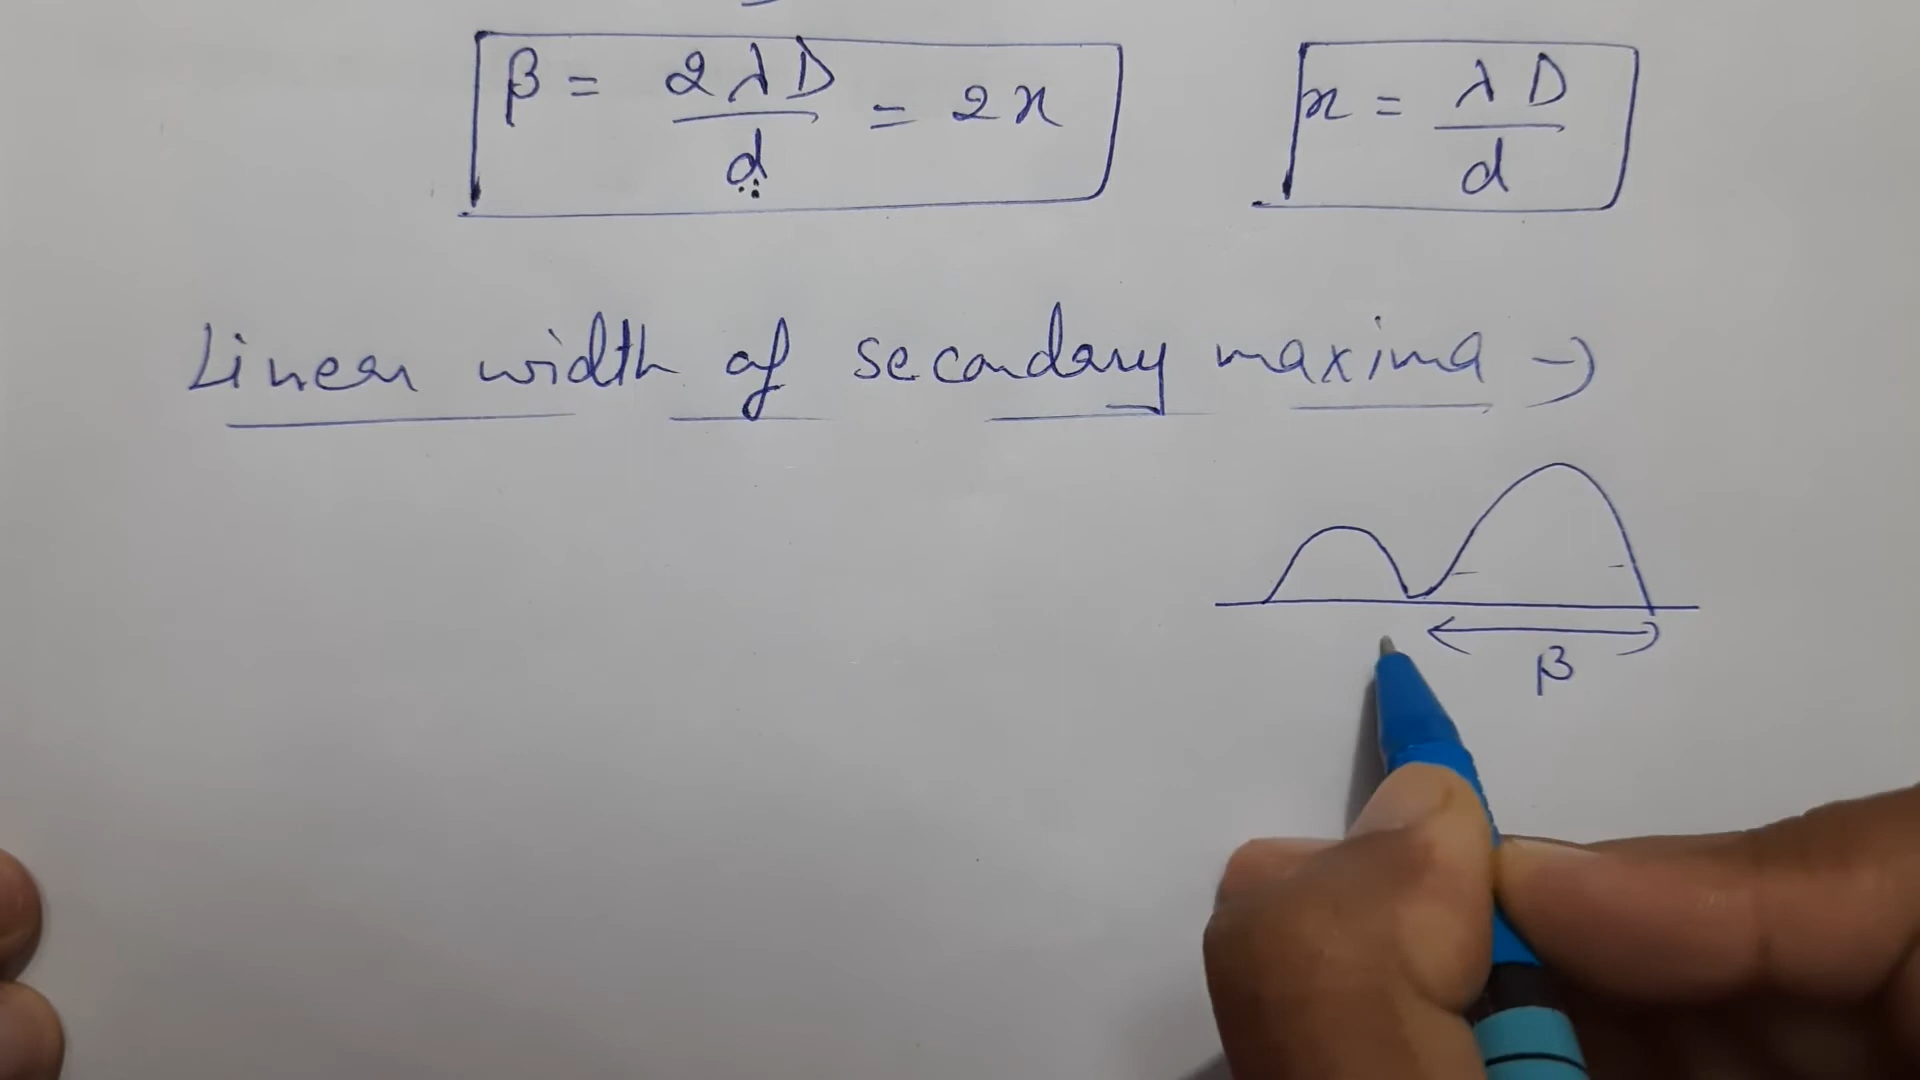 β = 2λD/d = 2x
x = λD/d
Linear width of secondary maxima →
β